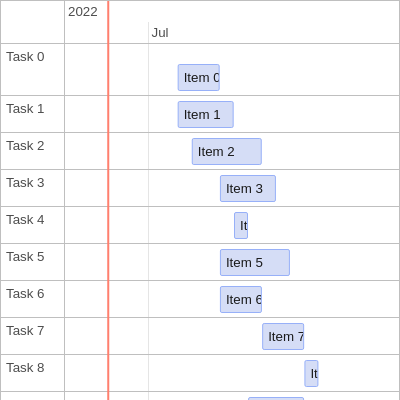 2022
Jul
Task 0
Item 0
Task 1
Item 1
Task 2
Item 2
Task 3
Item 3
Task 4
It
Task 5
Item 5
Task 6
Item 6
Task 7
Item 7
Task 8
It